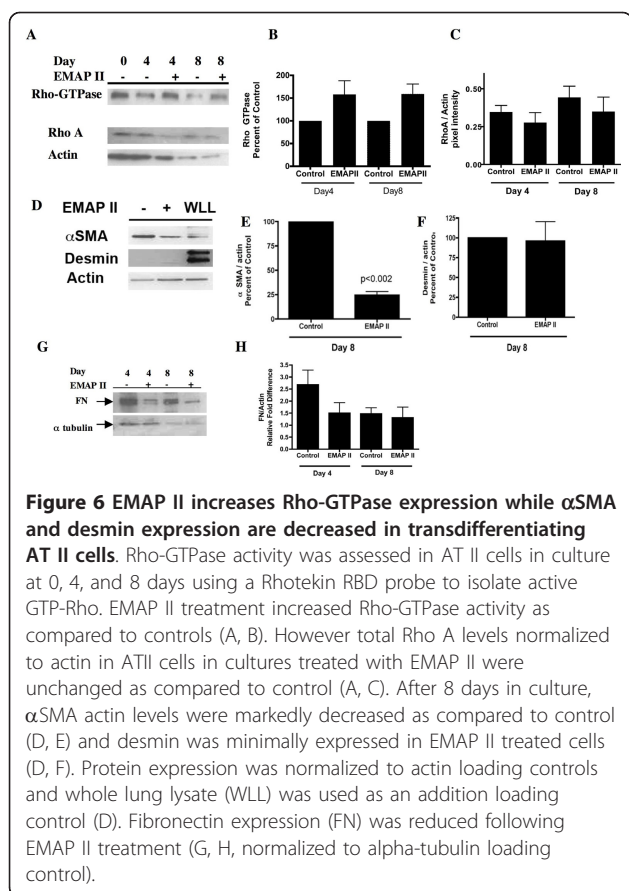 A
Day 0 4 4 8 8
EMAP II - - + - +
Rho-GTPase
Rho A
Actin
B
Rho GTPase
Percent of Control
200
150
100
50
0
Control EMAPII Control EMAPII
Day4 Day8
C
RhoA / Actin
pixel intensity
0.50
0.25
0.00
Control EMAP II Control EMAP II
Day 4 Day 8
D
EMAP II - + WLL
αSMA
Desmin
Actin
E
α SMA / actin
Percent of Control
100
75
50
25
0
p<0.002
Control EMAP II
Day 8
F
Desmin / actin
Percent of Control
125
100
75
50
25
0
Control EMAP II
Day 8
G
Day 4 4 8 8
EMAP II - + - +
FN
α tubulin
H
FN/Actin
Relative Fold Difference
3.5
3.0
2.5
2.0
1.5
1.0
0.5
0.0
Control EMAP II Control EMAP II
Day 4 Day 8
Figure 6 EMAP II increases Rho-GTPase expression while αSMA
and desmin expression are decreased in transdifferentiating
AT II cells. Rho-GTPase activity was assessed in AT II cells in culture
at 0, 4, and 8 days using a Rhotekin RBD probe to isolate active
GTP-Rho. EMAP II treatment increased Rho-GTPase activity as
compared to controls (A, B). However total Rho A levels normalized
to actin in ATII cells in cultures treated with EMAP II were
unchanged as compared to control (A, C). After 8 days in culture,
αSMA actin levels were markedly decreased as compared to control
(D, E) and desmin was minimally expressed in EMAP II treated cells
(D, F). Protein expression was normalized to actin loading controls
and whole lung lysate (WLL) was used as an addition loading
control (D). Fibronectin expression (FN) was reduced following
EMAP II treatment (G, H, normalized to alpha-tubulin loading
control).